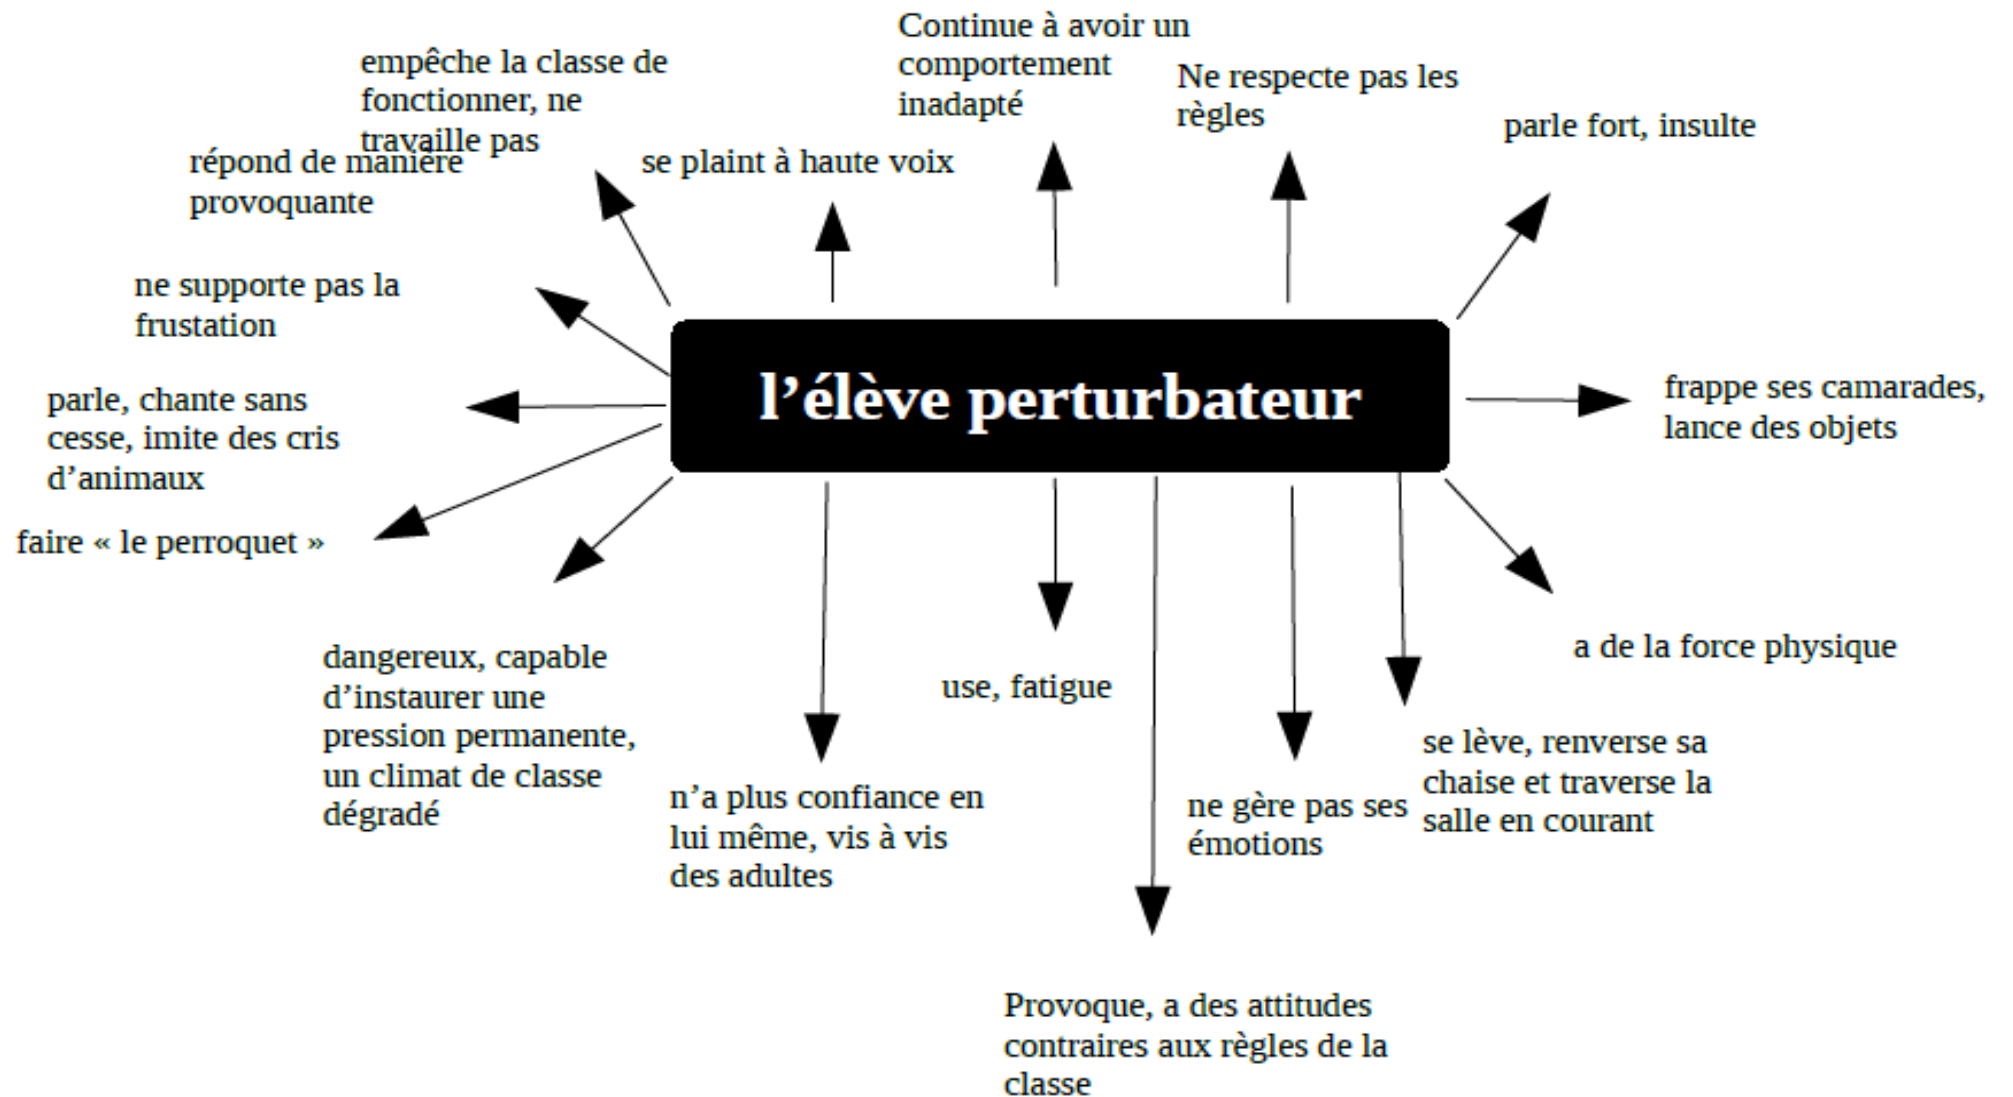 Continue à avoir un
comportement
inadapté
empêche la classe de
fonctionner, ne
travaille pas
Ne respecte pas les
règles
parle fort, insulte
répond de manière
provoquante
se plaint à haute voix
ne supporte pas la
frustation
l’élève perturbateur
parle, chante sans
cesse, imite des cris
d’animaux
frappe ses camarades,
lance des objets
faire « le perroquet »
dangereux, capable
d’instaurer une
pression permanente,
un climat de classe
dégradé
use, fatigue
a de la force physique
n’a plus confiance en
lui même, vis à vis
des adultes
ne gère pas ses
émotions
se lève, renverse sa
chaise et traverse la
salle en courant
Provoque, a des attitudes
contraires aux règles de la
classe